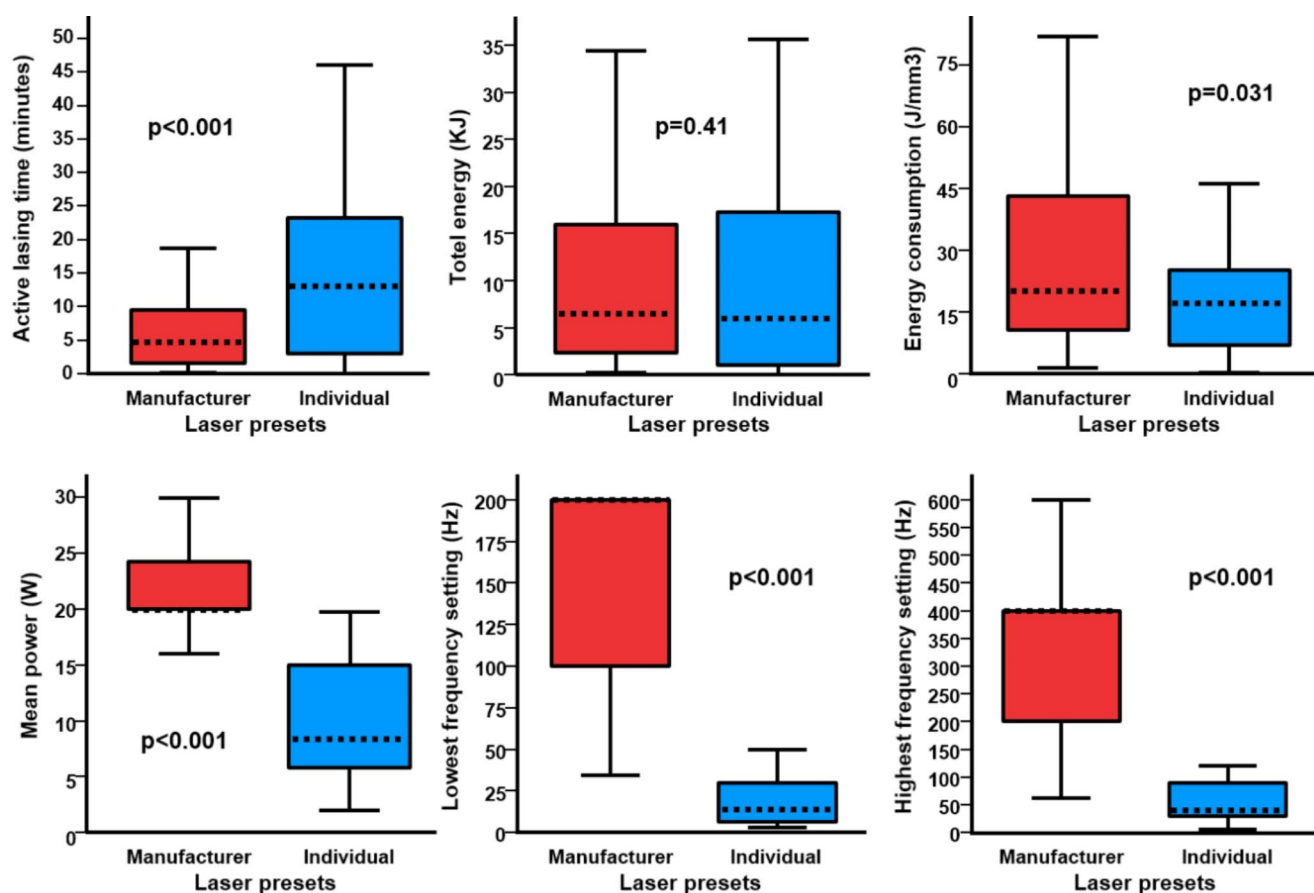 Active lasing time (minutes)
50
45
40
35
30
25
20
15
10
5
0
p<0.001
Manufacturer
Individual
Laser presets
Totel energy (KJ)
35
30
25
20
15
10
5
0
p=0.41
Manufacturer
Individual
Laser presets
Energy consumption (J/mm3)
75
60
45
30
15
0
p=0.031
Manufacturer
Individual
Laser presets
Mean power (W)
30
25
20
15
10
5
0
p<0.001
Manufacturer
Individual
Laser presets
Lowest frequency setting (Hz)
200
175
150
125
100
75
50
25
0
p<0.001
Manufacturer
Individual
Laser presets
Highest frequency seting (Hz)
600
550
500
450
400
350
300
250
200
150
100
50
0
p<0.001
Manufacturer
Individual
Laser presets